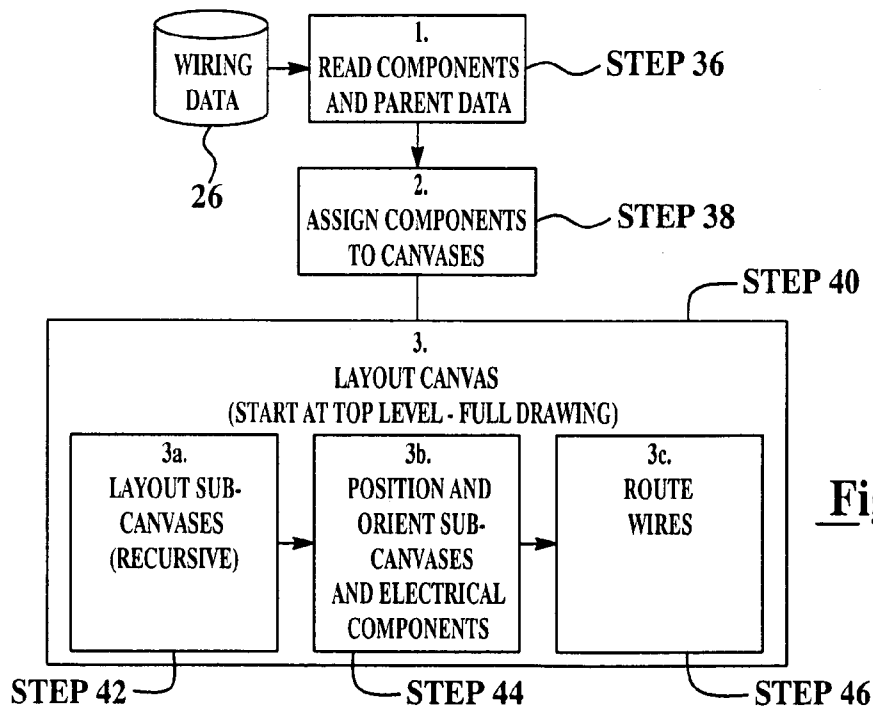 WIRING
DATA
26
1.
READ COMPONENTS
AND PARENT DATA
STEP 36
2.
ASSIGN COMPONENTS
TO CANVASES
STEP 38
STEP 40
3.
LAYOUT CANVAS
(START AT TOP LEVEL - FULL DRAWING)
3a.
LAYOUT SUB-
CANVASES
(RECURSIVE)
3b.
POSITION AND
ORIENT SUB-
CANVASES
AND ELECTRICAL
COMPONENTS
3c.
ROUTE
WIRES
STEP 42
STEP 44
STEP 46